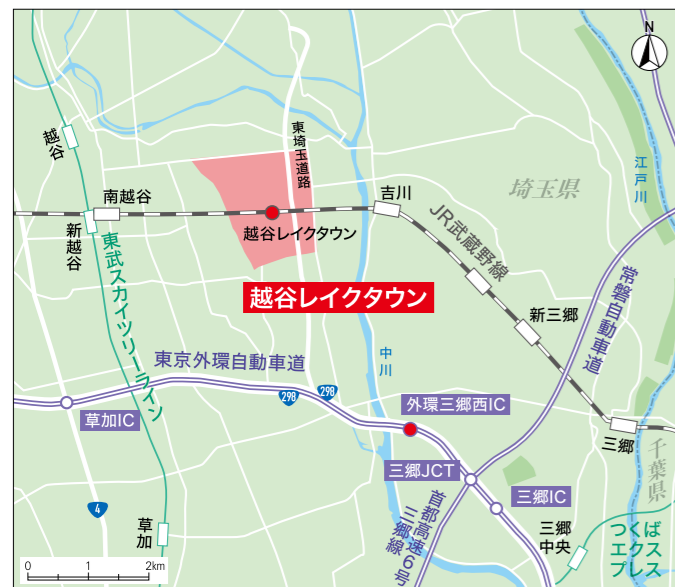 N
東埼玉道路
越谷
江戸川
埼玉県
南越谷
吉川
新越谷
越谷レイクタウン
JR武蔵野線
東武スカイツリーライン
越谷レイクタウン
新三郷
常磐自動車道
中川
東京外環自動車道
298
298
草加IC
外環三郷西IC
三郷
千葉県
三郷JCT
三郷IC
首都高速6号
三郷線
4
草加
三郷
中央
つくば
エクス
プレス
0 1 2km